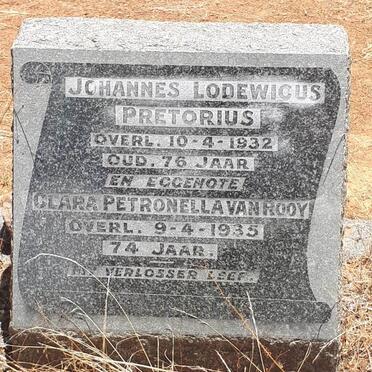 JOHANNES LODEWICUS
PRETORIUS
OVERL. 10-4-1932
OUD. 76 JAAR
EN EGGENOTE
CLARA PETRONELLA VAN ROOY
OVERL. 9-4-1935
74 JAAR.
MY VERLOSSER LEEF.